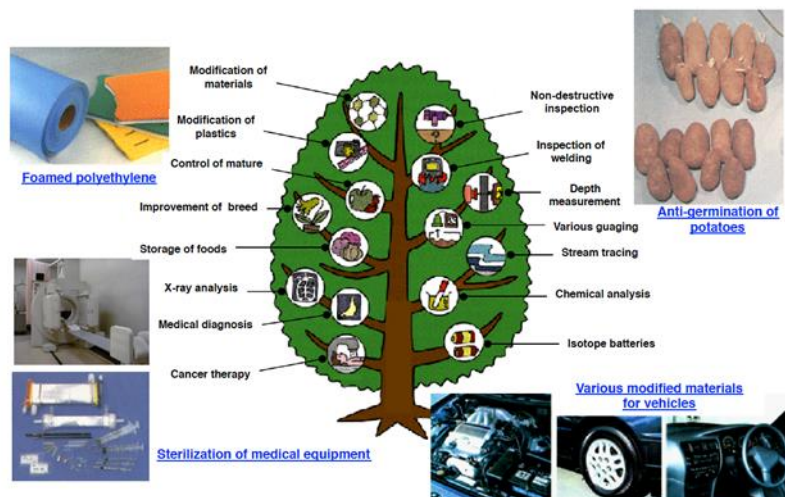 Modification of
materials
Modification of
plastics
Control of mature
Improvement of breed
Storage of foods
X-ray analysis
Medical diagnosis
Cancer therapy
Non-destructive
inspection
Inspection of
welding
Depth
measurement
Various guaging
Stream tracing
Chemical analysis
Isotope batteries
Foamed polyethylene
Anti-germination of
potatoes
Sterilization of medical equipment
Various modified materials
for vehicles